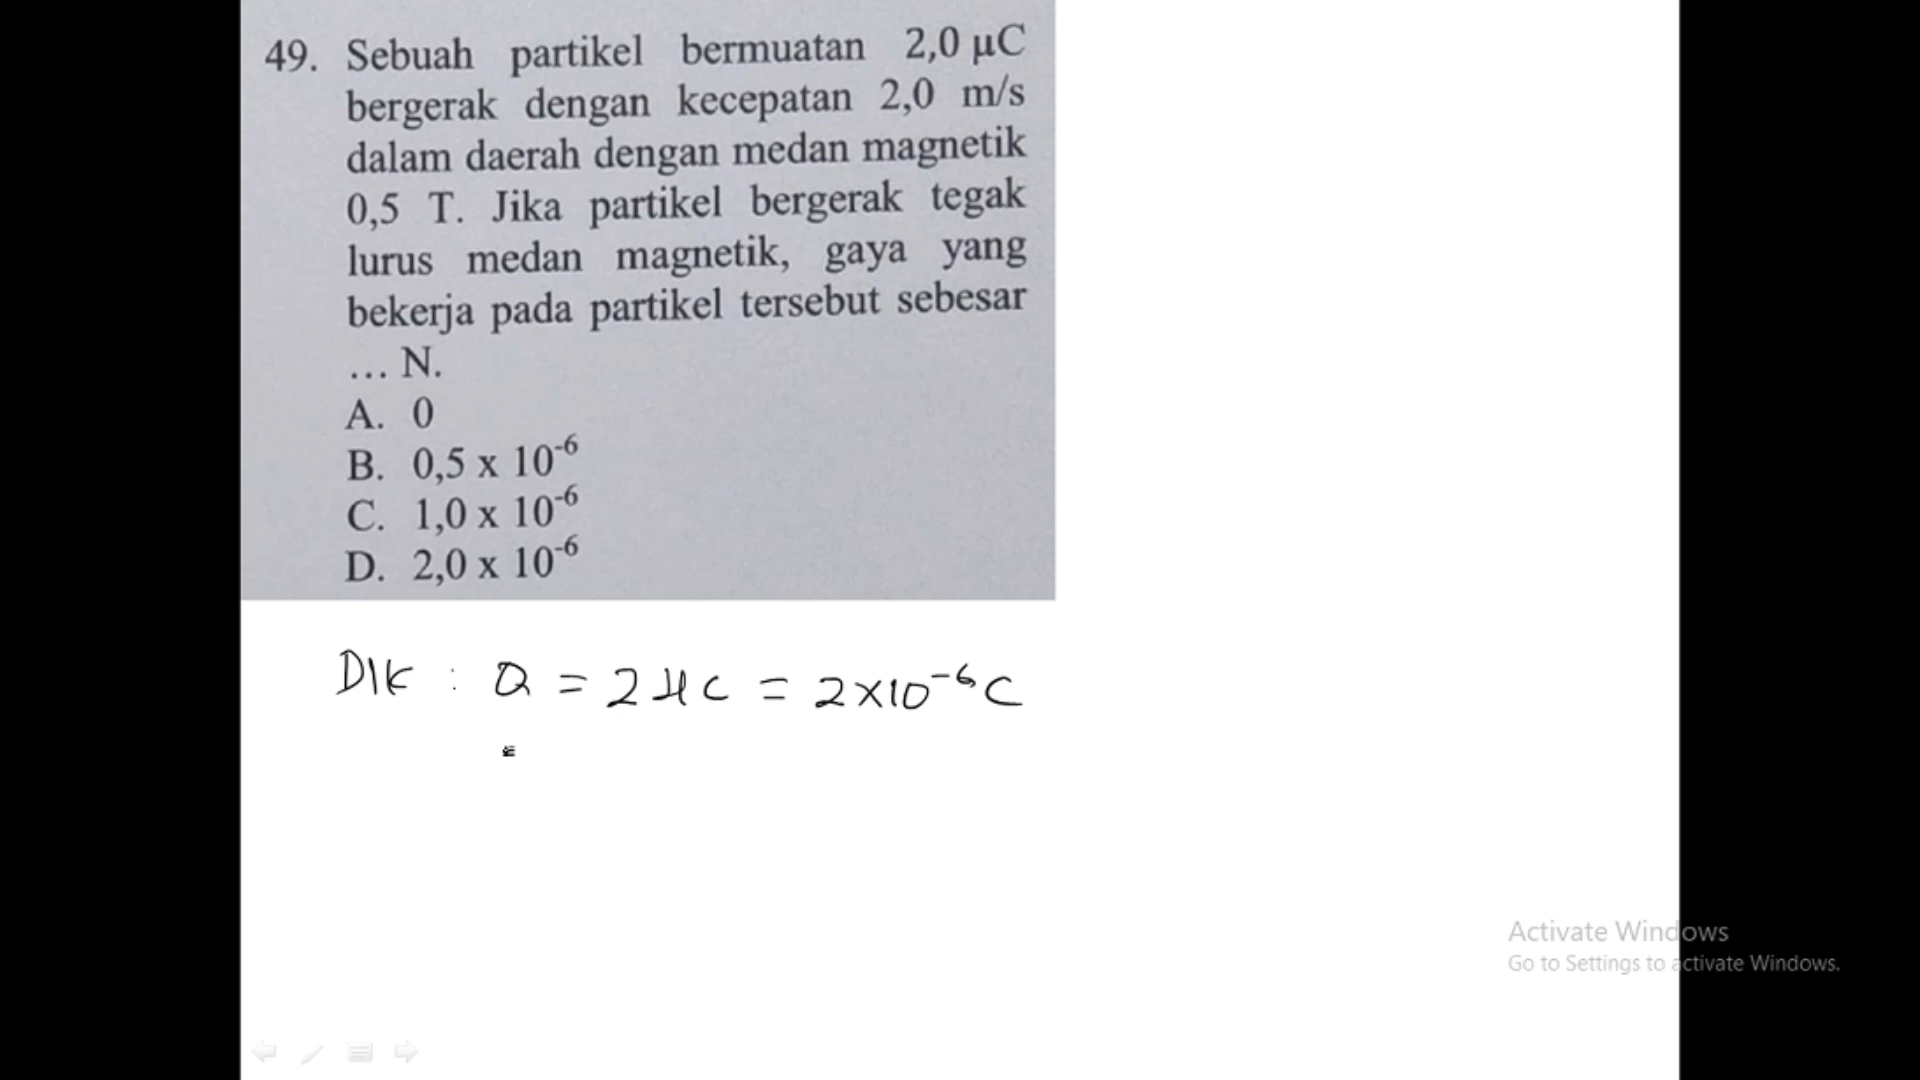 49. Sebuah partikel bermuatan 2,0 μC
bergerak dengan kecepatan 2,0 m/s
dalam daerah dengan medan magnetik
0,5 T. Jika partikel bergerak tegak
lurus medan magnetik, gaya yang
bekerja pada partikel tersebut sebesar
... N.
A. 0
B. 0,5 x 10⁻⁶
C. 1,0 x 10⁻⁶
D. 2,0 x 10⁻⁶
DIK : Q = 2 μC = 2×10⁻⁶ C
Activate Windows
Go to Settings to activate Windows.